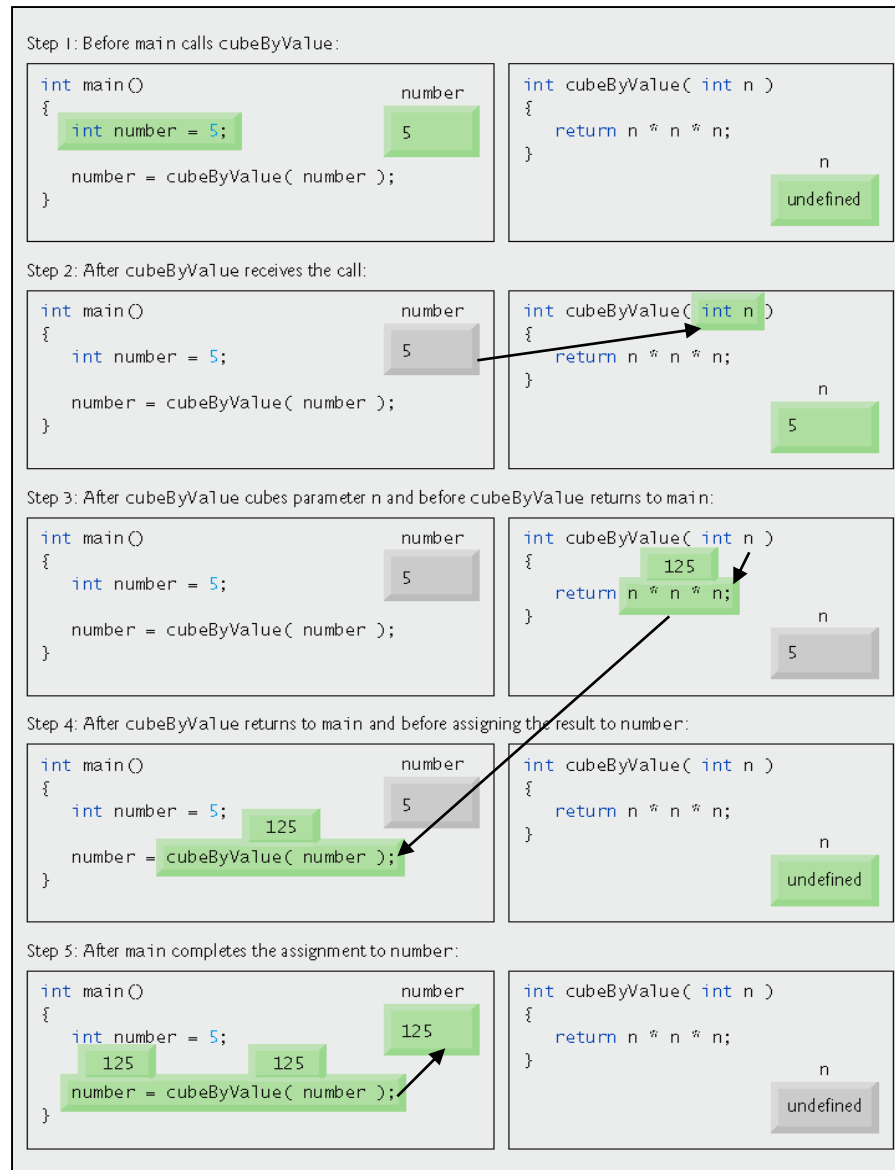 Step 1: Before main calls cubeByValue:
int main()
{
int number = 5;
number = cubeByValue( number );
}
number
5
int cubeByValue( int n )
{
return n * n * n;
}
n
undefined
Step 2: After cubeByValue receives the call:
int main()
{
int number = 5;
number = cubeByValue( number );
}
number
5
int cubeByValue( int n )
{
return n * n * n;
}
n
5
Step 3: After cubeByValue cubes parameter n and before cubeByValue returns to main:
int main()
{
int number = 5;
number = cubeByValue( number );
}
number
5
int cubeByValue( int n )
{
125
return n * n * n;
}
n
5
Step 4: After cubeByValue returns to main and before assigning the result to number:
int main()
{
int number = 5;
125
number = cubeByValue( number );
}
number
5
int cubeByValue( int n )
{
return n * n * n;
}
n
undefined
Step 5: After main completes the assignment to number:
int main()
{
int number = 5;
125 125
number = cubeByValue( number );
}
number
125
int cubeByValue( int n )
{
return n * n * n;
}
n
undefined